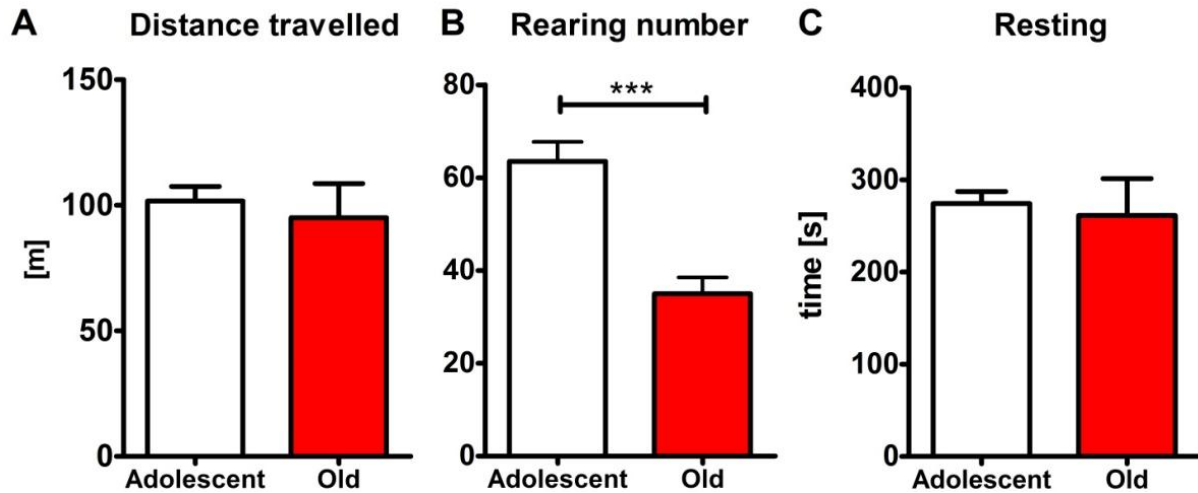 A Distance travelled
150
100
50
0
[m]
Adolescent Old
B Rearing number
80
60
40
20
0
***
Adolescent Old
C Resting
400
300
200
100
0
time [s]
Adolescent Old